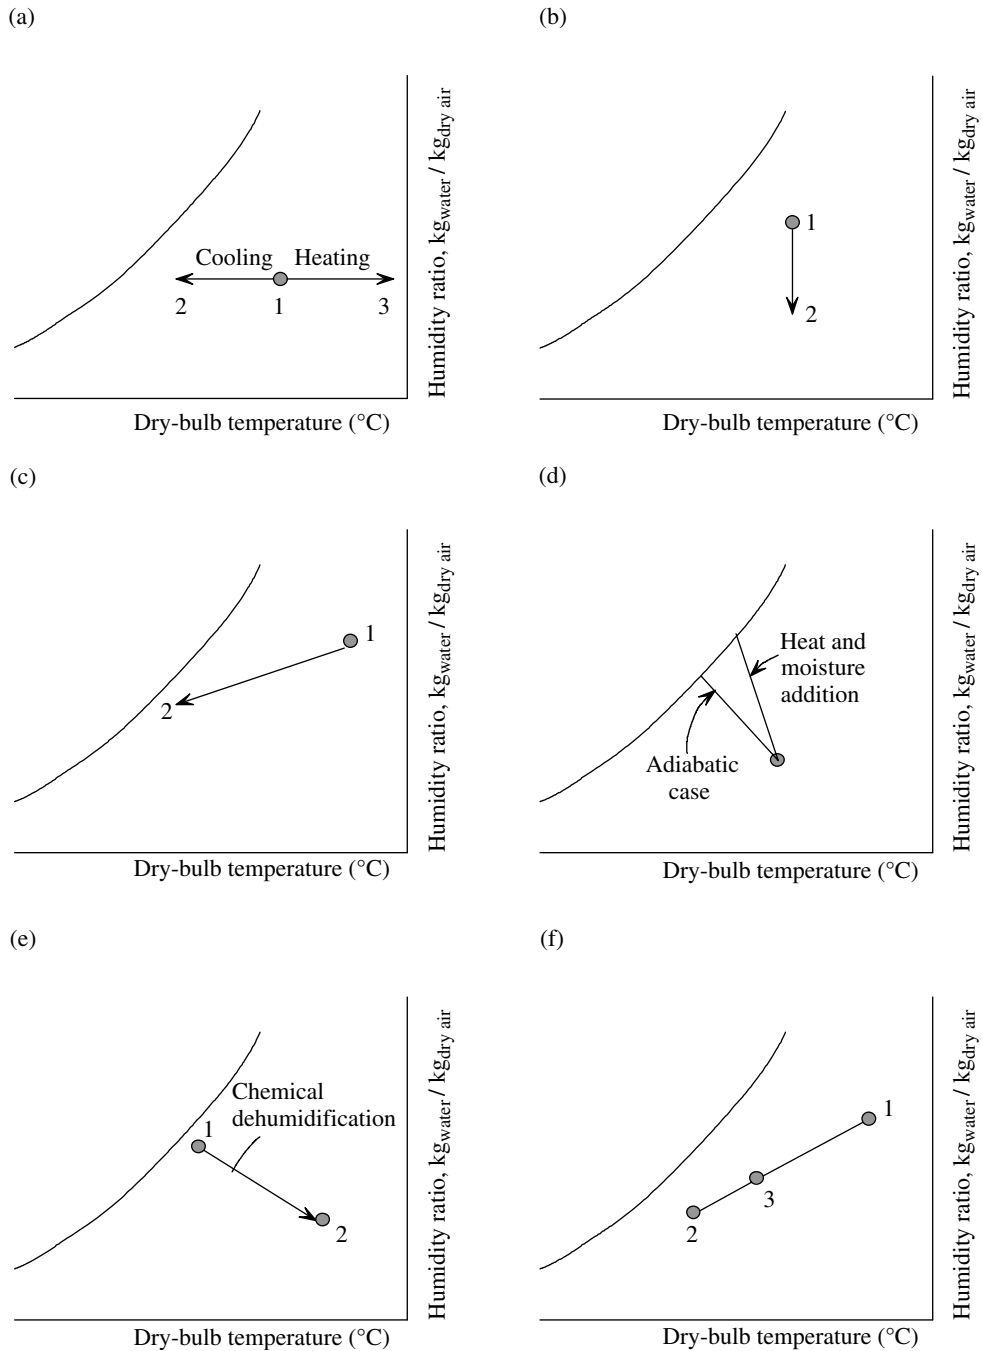 (a)
Cooling Heating
2 1 3
Dry-bulb temperature (°C)
Humidity ratio, kgwater / kgdry air
(b)
1
2
Dry-bulb temperature (°C)
Humidity ratio, kgwater / kgdry air
(c)
1
2
Dry-bulb temperature (°C)
Humidity ratio, kgwater / kgdry air
(d)
Heat and
moisture
addition
Adiabatic
case
Dry-bulb temperature (°C)
Humidity ratio, kgwater / kgdry air
(e)
Chemical
dehumidification
1
2
Dry-bulb temperature (°C)
Humidity ratio, kgwater / kgdry air
(f)
1
3
2
Dry-bulb temperature (°C)
Humidity ratio, kgwater / kgdry air